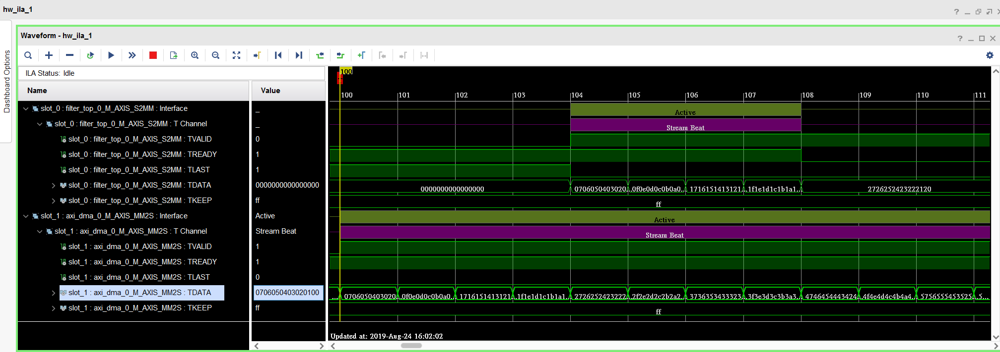 hw_ila_1
Dashboard Options
Waveform - hw_ila_1
ILA Status: Idle
Name Value
100
100 101 102 103 104 105 106 107 108 109 110 111
slot_0 : filter_top_0_M_AXIS_S2MM : Interface _ Active
slot_0 : filter_top_0_M_AXIS_S2MM : T Channel _ Stream Beat
slot_0 : filter_top_0_M_AXIS_S2MM : TVALID 0
slot_0 : filter_top_0_M_AXIS_S2MM : TREADY 1
slot_0 : filter_top_0_M_AXIS_S2MM : TLAST 1
slot_0 : filter_top_0_M_AXIS_S2MM : TDATA 0000000000000000 0000000000000000 0706050403020... .0f0e0d0c0b0a0.. 1716151413121... .1f1e1d1c1b1a1.. 2726252423222120
slot_0 : filter_top_0_M_AXIS_S2MM : TKEEP ff ff
slot_1 : axi_dma_0_M_AXIS_MM2S : Interface Active Active
slot_1 : axi_dma_0_M_AXIS_MM2S : T Channel Stream Beat Stream Beat
slot_1 : axi_dma_0_M_AXIS_MM2S : TVALID 1
slot_1 : axi_dma_0_M_AXIS_MM2S : TREADY 1
slot_1 : axi_dma_0_M_AXIS_MM2S : TLAST 0
slot_1 : axi_dma_0_M_AXIS_MM2S : TDATA 0706050403020100 ... 0706050403020... .0f0e0d0c0b0a0.. 1716151413121... .1f1e1d1c1b1a1.. 2726252423222... .2f2e2d2c2b2a2.. 3736353433323... .3f3e3d3c3b3a3.. 4746454443424... .4f4e4d4c4b4a4.. 5756555453525... .5...
slot_1 : axi_dma_0_M_AXIS_MM2S : TKEEP ff ff
Updated at: 2019-Aug-24 16:02:02